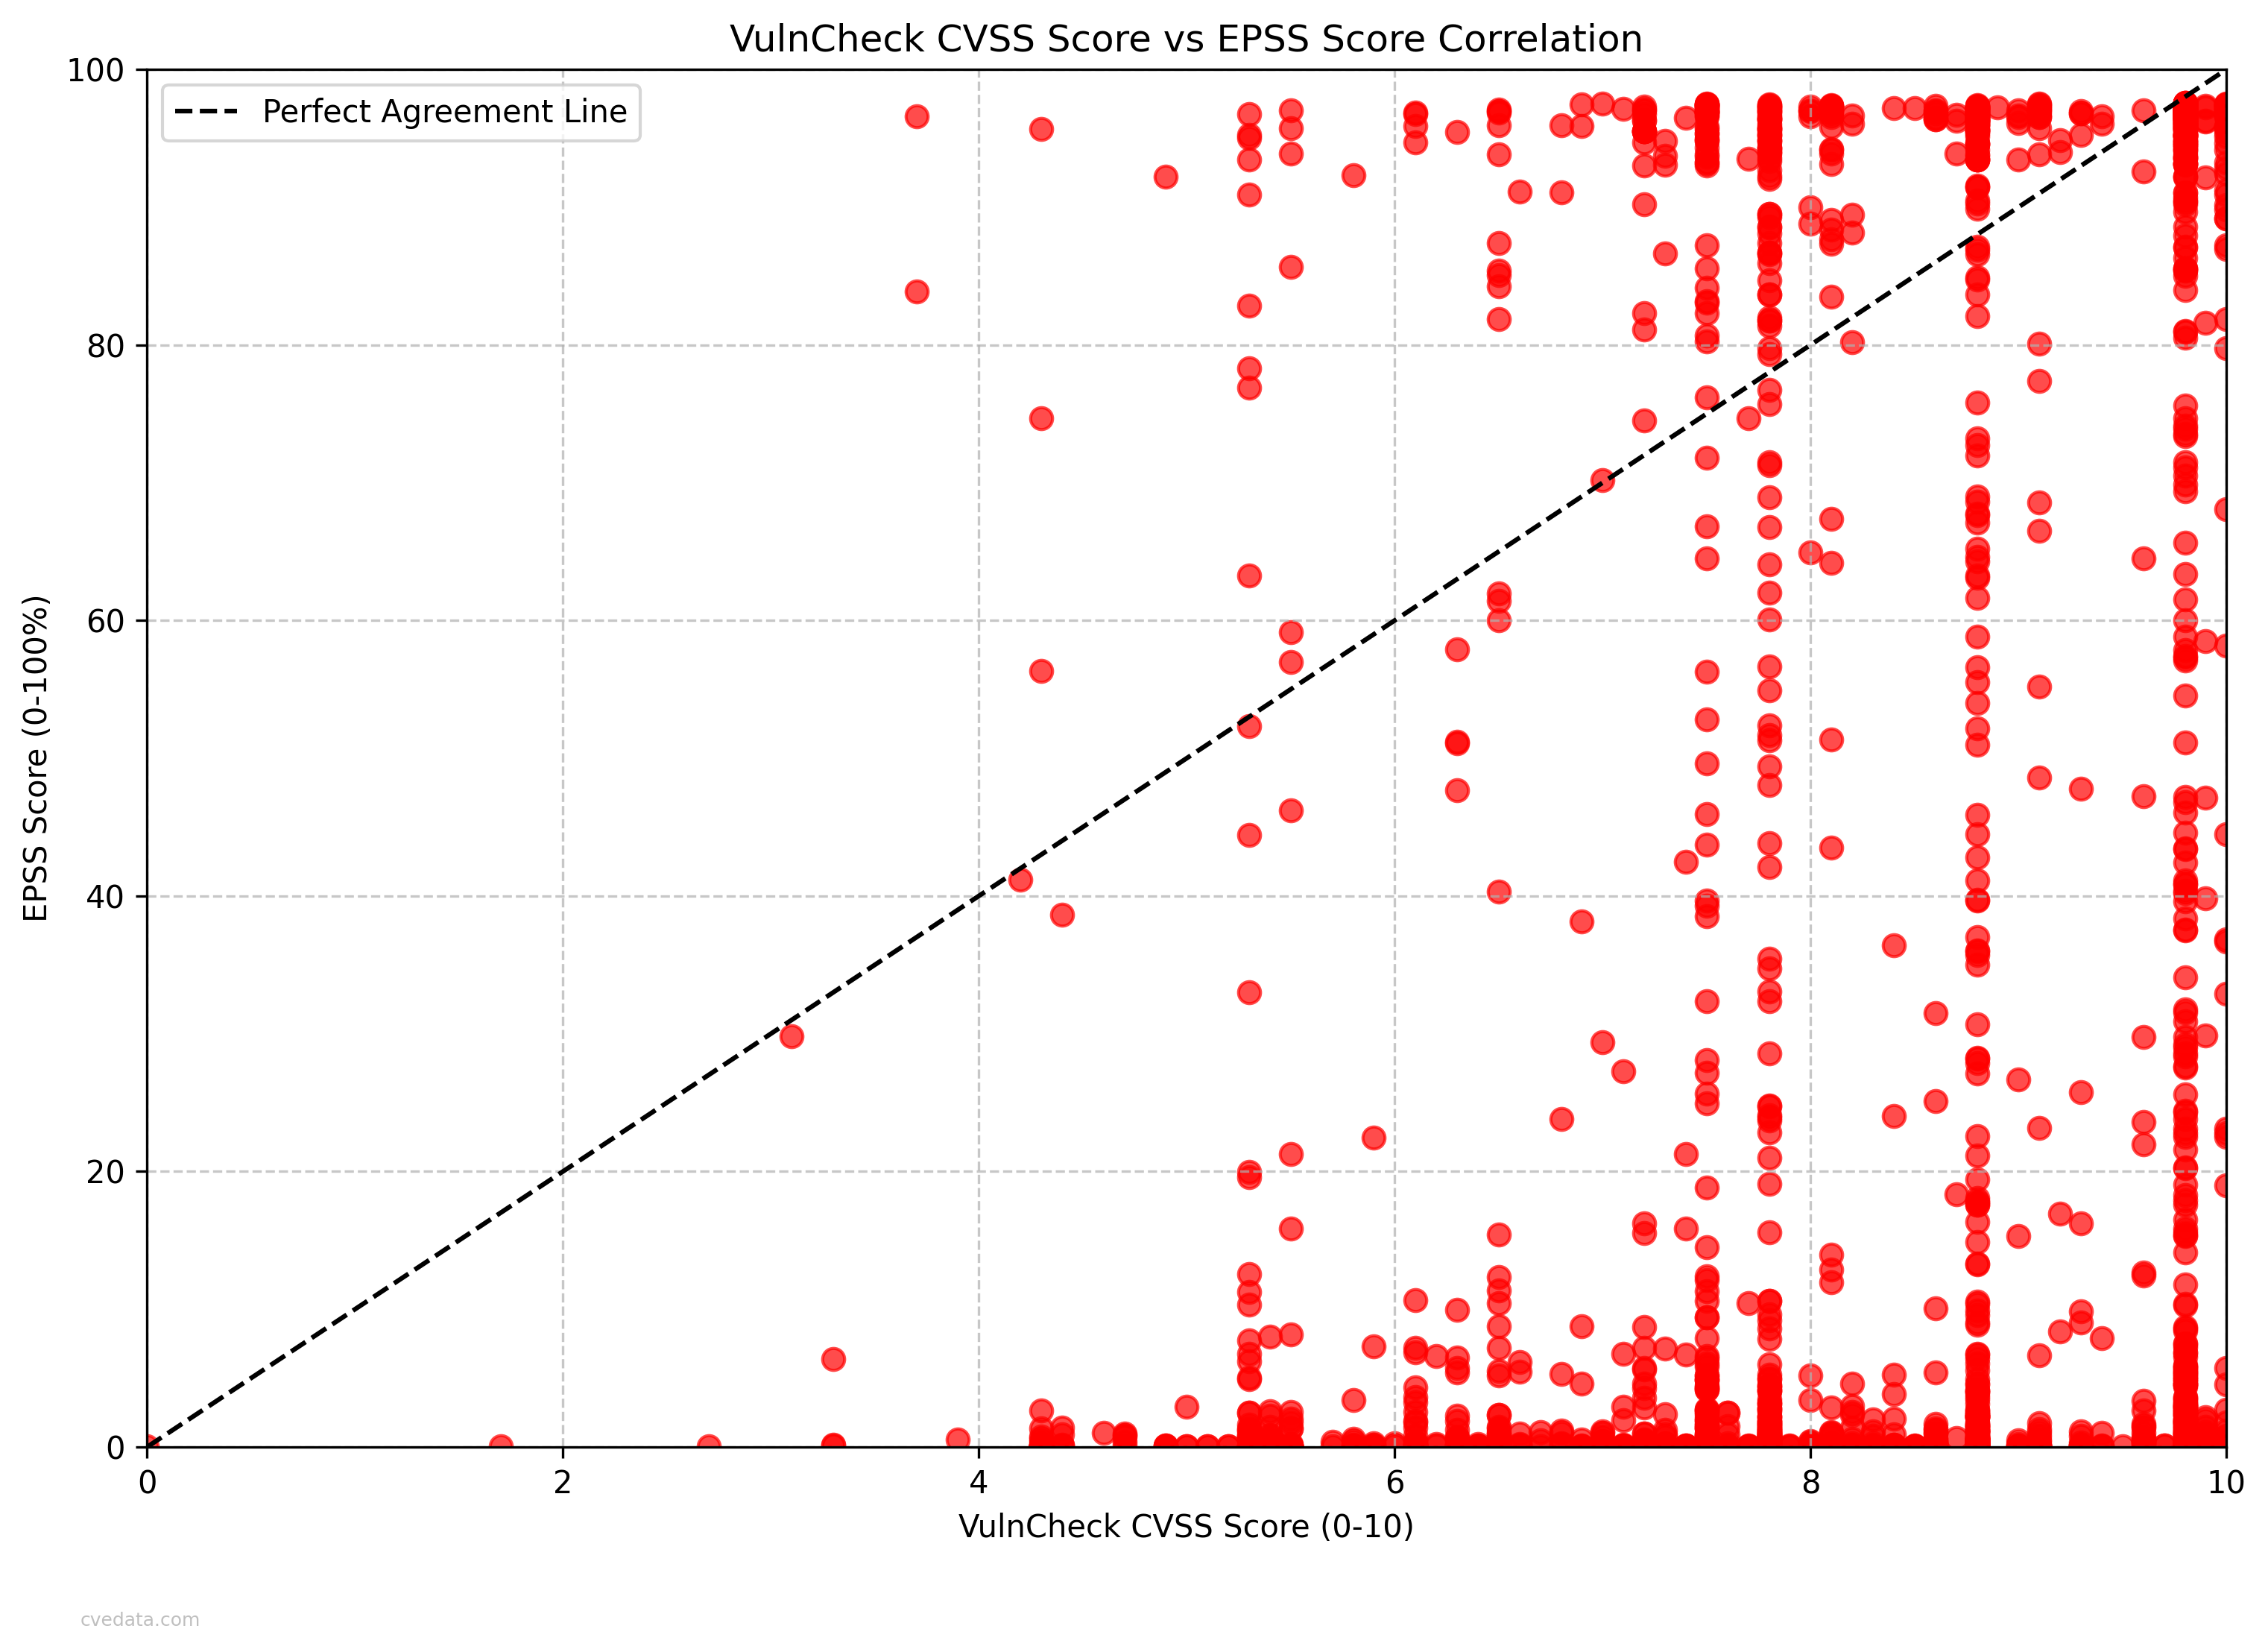 VulnCheck CVSS Score vs EPSS Score Correlation
Perfect Agreement Line
EPSS Score (0-100%)
100
80
60
40
20
0
0 2 4 6 8 10
VulnCheck CVSS Score (0-10)
cvedata.com